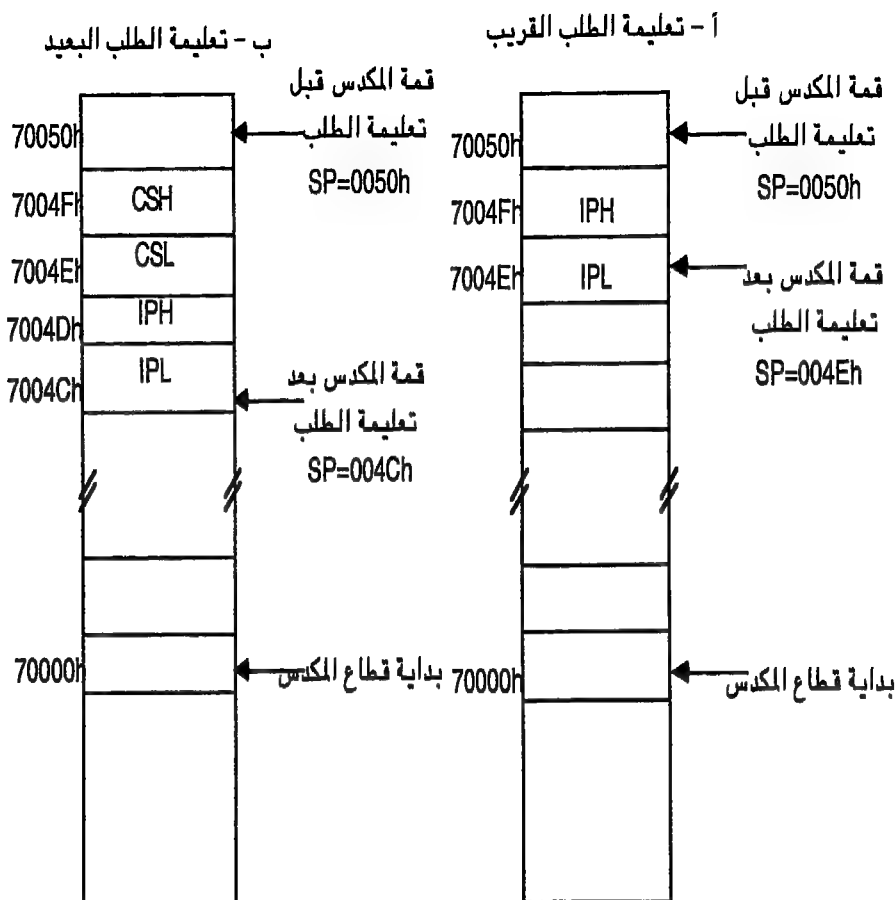 أ - تعليمة الطلب القريب
قمة المكدس قبل
تعليمة الطلب
SP=0050h
70050h
7004Fh IPH
7004Eh IPL
قمة المكدس بعد
تعليمة الطلب
SP=004Eh
70000h
بداية قطاع المكدس
ب - تعليمة الطلب البعيد
قمة المكدس قبل
تعليمة الطلب
SP=0050h
70050h
7004Fh CSH
7004Eh CSL
7004Dh IPH
7004Ch IPL
قمة المكدس بعد
تعليمة الطلب
SP=004Ch
70000h
بداية قطاع المكدس